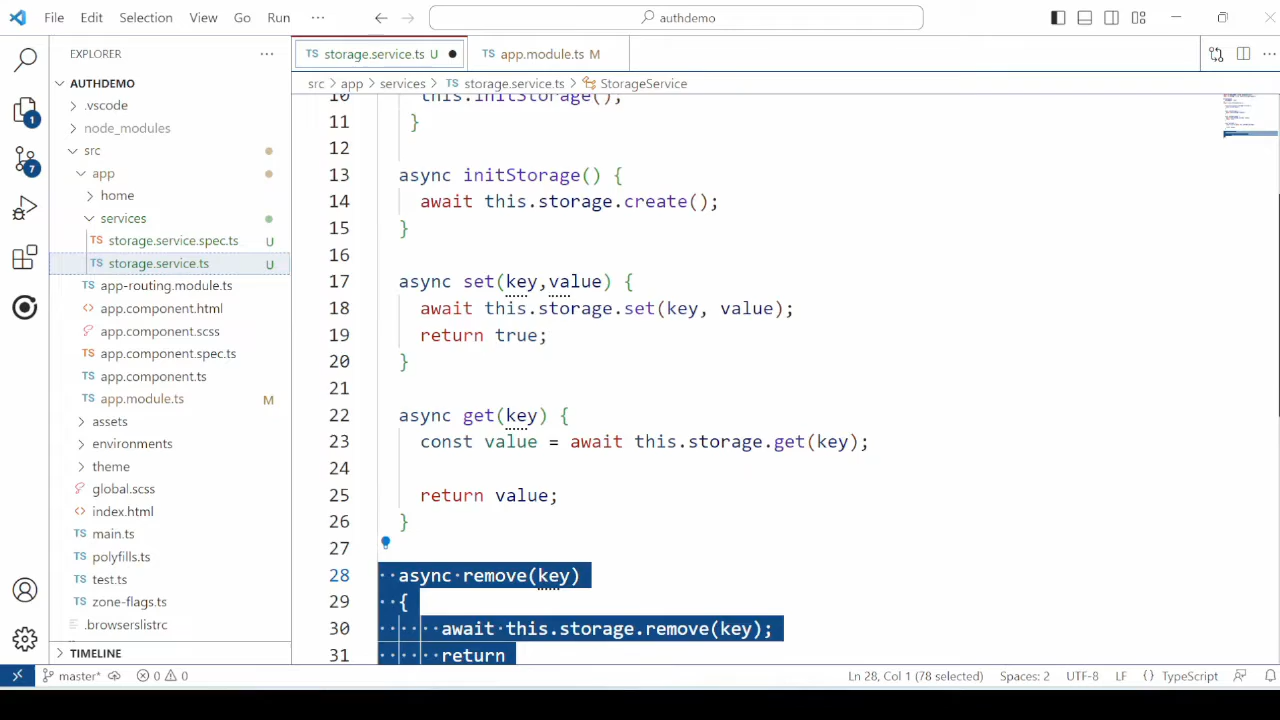 File Edit Selection View Go Run ··· authdemo
EXPLORER ···
AUTHDEMO
.vscode
node_modules
src
app
home
services
TS storage.service.spec.ts U
TS storage.service.ts U
TS app-routing.module.ts
<> app.component.html
app.component.scss
TS app.component.spec.ts
TS app.component.ts
TS app.module.ts M
assets
environments
theme
global.scss
<> index.html
TS main.ts
TS polyfills.ts
TS test.ts
TS zone-flags.ts
.browserslistrc
TIMELINE
1
7
TS storage.service.ts U ● TS app.module.ts M
src > app > services > TS storage.service.ts > StorageService
10 this.initStorage();
11 }
12
13 async initStorage() {
14 await this.storage.create();
15 }
16
17 async set(key,value) {
18 await this.storage.set(key, value);
19 return true;
20 }
21
22 async get(key) {
23 const value = await this.storage.get(key);
24
25 return value;
26 }
27
28 async remove(key)
29 {
30 await this.storage.remove(key);
31 return
master* 0 0 Ln 28, Col 1 (78 selected) Spaces: 2 UTF-8 LF {} TypeScript